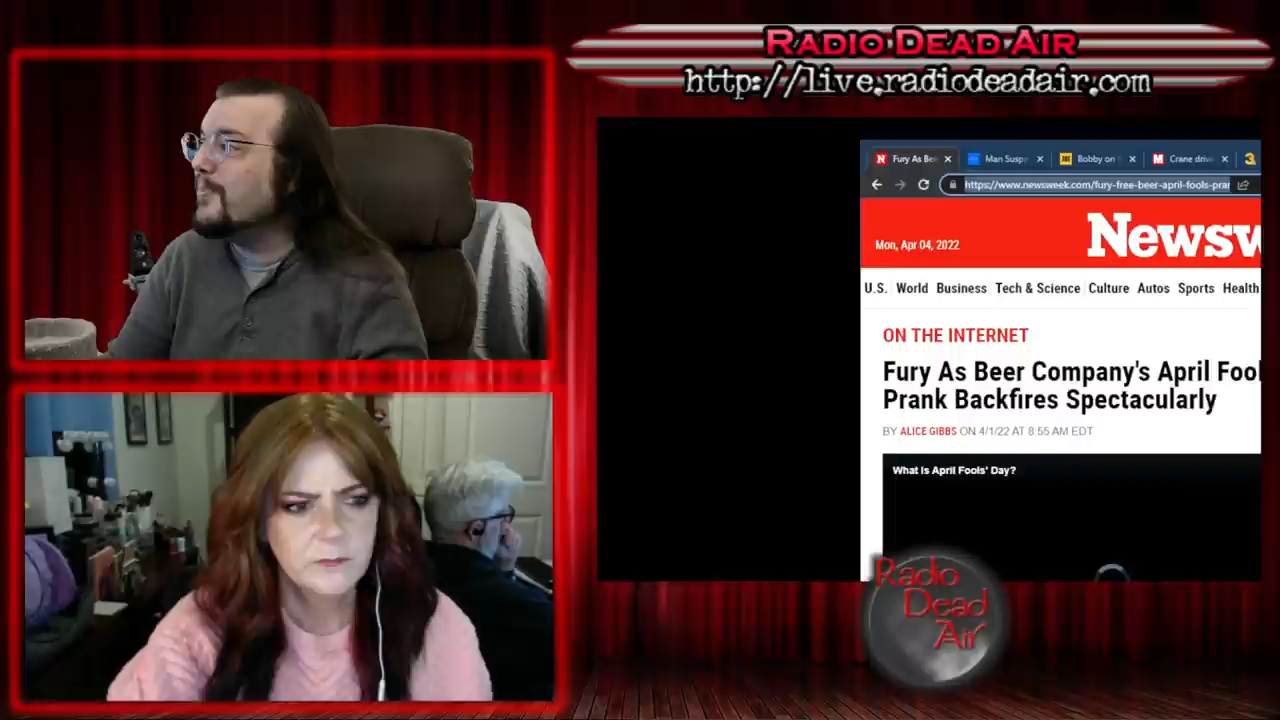 RADIO DEAD AIR
http://live.radiodeadair.com
Fury As Bee
Man Susp
Bobby on
Crane drive
https://www.newsweek.com/fury-free-beer-april-fools-pra
Mon, Apr 04, 2022
Newsw
U.S. World Business Tech & Science Culture Autos Sports Health
ON THE INTERNET
Fury As Beer Company's April Fool
Prank Backfires Spectacularly
BY ALICE GIBBS ON 4/1/22 AT 8:55 AM EDT
What Is April Fools' Day?
Radio
Dead
Air